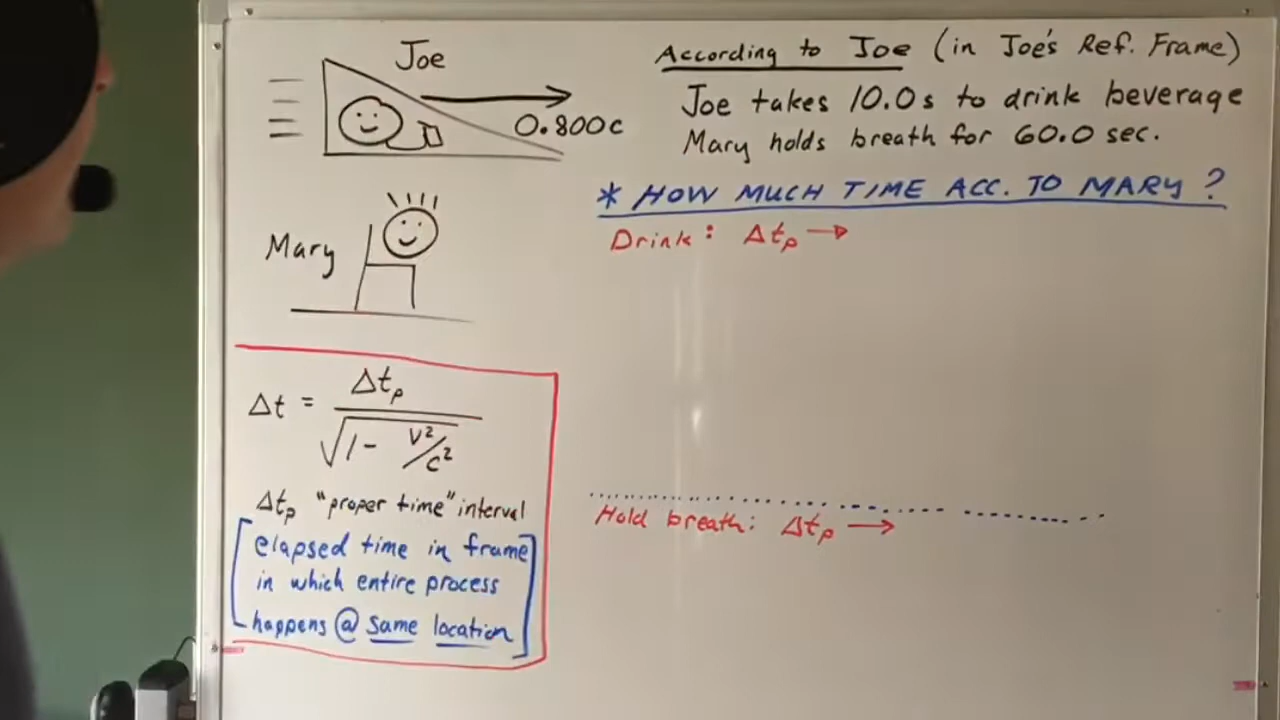 Joe
0.800c
Mary
According to Joe (in Joe's Ref. Frame)
Joe takes 10.0s to drink beverage
Mary holds breath for 60.0 sec.
* HOW MUCH TIME ACC. TO MARY?
Drink: Δtₚ →
Hold breath: Δtₚ →
Δt = Δtₚ / √(1 - v²/c²)
Δtₚ "proper time" interval
[elapsed time in frame
in which entire process
happens @ same location]